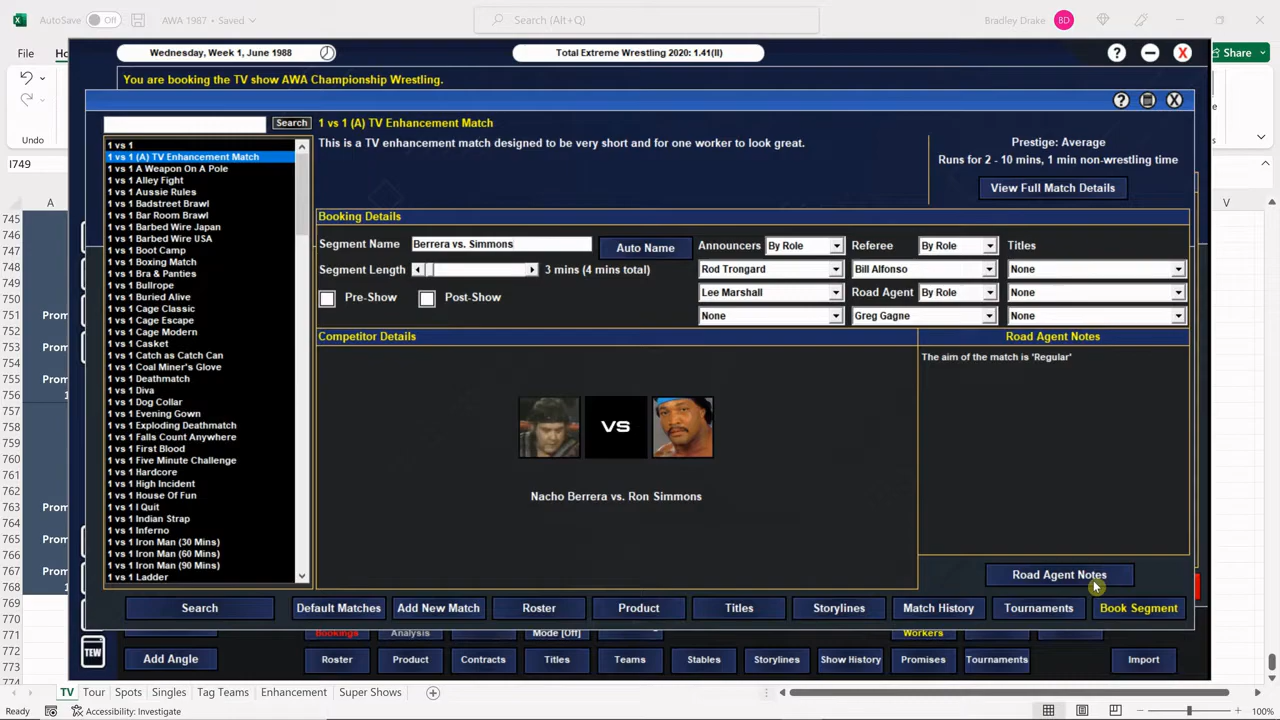 AutoSave Off AWA 1987 • Saved
Search (Alt+Q)
Bradley Drake BD
File
Share
Undo
I749
A
V
745
746
747
748
749
750
751
752
753
754
755
756
757
765
766
767
768
769
770
771
772
773
774
Prom
Prom
Prom
1
Prom
Prom
Prom
1
Wednesday, Week 1, June 1988
Total Extreme Wrestling 2020: 1.41(II)
? X
You are booking the TV show AWA Championship Wrestling.
? X
Search
1 vs 1 (A) TV Enhancement Match
This is a TV enhancement match designed to be very short and for one worker to look great.
Prestige: Average
Runs for 2 - 10 mins, 1 min non-wrestling time
View Full Match Details
1 vs 1
1 vs 1 (A) TV Enhancement Match
1 vs 1 A Weapon On A Pole
1 vs 1 Alley Fight
1 vs 1 Aussie Rules
1 vs 1 Badstreet Brawl
1 vs 1 Bar Room Brawl
1 vs 1 Barbed Wire Japan
1 vs 1 Barbed Wire USA
1 vs 1 Boot Camp
1 vs 1 Boxing Match
1 vs 1 Bra & Panties
1 vs 1 Bullrope
1 vs 1 Buried Alive
1 vs 1 Cage Classic
1 vs 1 Cage Escape
1 vs 1 Cage Modern
1 vs 1 Casket
1 vs 1 Catch as Catch Can
1 vs 1 Coal Miner's Glove
1 vs 1 Deathmatch
1 vs 1 Diva
1 vs 1 Dog Collar
1 vs 1 Evening Gown
1 vs 1 Exploding Deathmatch
1 vs 1 Falls Count Anywhere
1 vs 1 First Blood
1 vs 1 Five Minute Challenge
1 vs 1 Hardcore
1 vs 1 High Incident
1 vs 1 House Of Fun
1 vs 1 I Quit
1 vs 1 Indian Strap
1 vs 1 Inferno
1 vs 1 Iron Man (30 Mins)
1 vs 1 Iron Man (60 Mins)
1 vs 1 Iron Man (90 Mins)
1 vs 1 Ladder
Booking Details
Segment Name Berrera vs. Simmons Auto Name
Segment Length 3 mins (4 mins total)
Pre-Show Post-Show
Announcers By Role Referee By Role Titles
Rod Trongard Bill Alfonso None
Lee Marshall Road Agent By Role None
None Greg Gagne None
Competitor Details
VS
Nacho Berrera vs. Ron Simmons
Road Agent Notes
The aim of the match is 'Regular'
Road Agent Notes
Search Default Matches Add New Match Roster Product Titles Storylines Match History Tournaments Book Segment
Bookings Analysis Mode [Off] Workers
TEW Add Angle Roster Product Contracts Titles Teams Stables Storylines Show History Promises Tournaments Import
TV Tour Spots Singles Tag Teams Enhancement Super Shows
Ready Accessibility: Investigate 100%